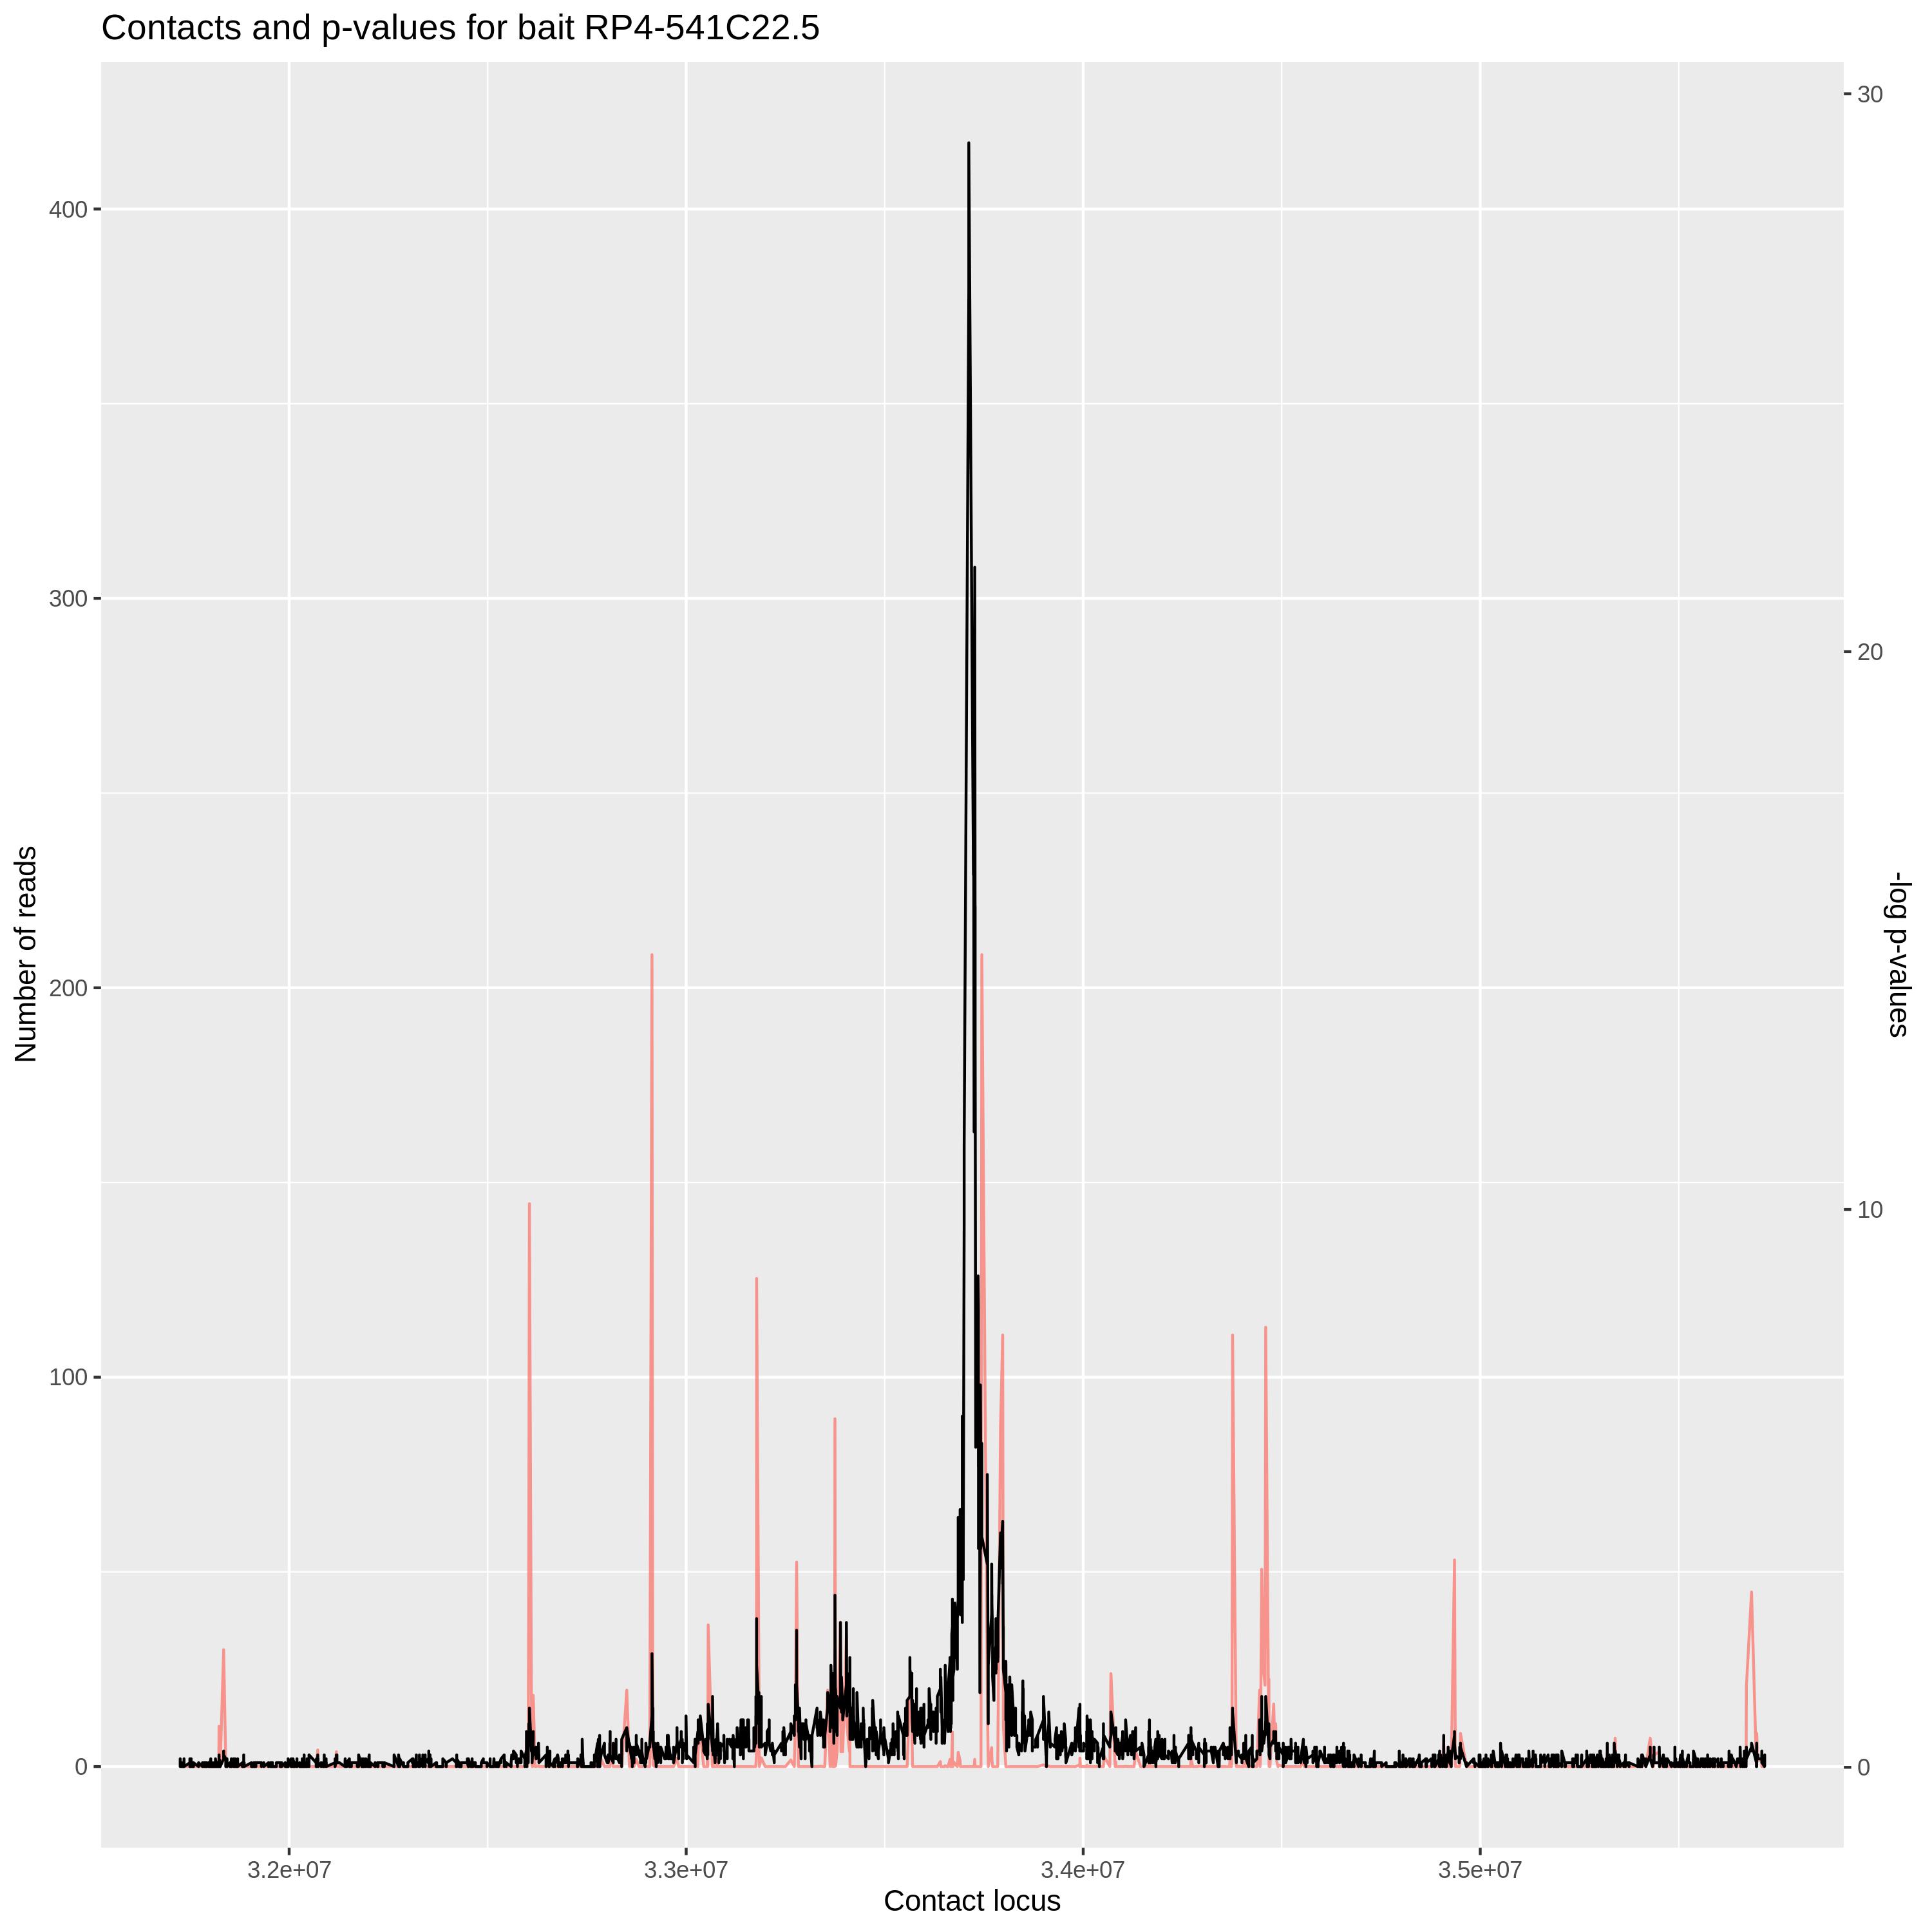 Contacts and p-values for bait RP4-541C22.5
400
300
200
100
0
Number of reads
30
20
10
0
-log p-values
3.2e+07
3.3e+07
3.4e+07
3.5e+07
Contact locus